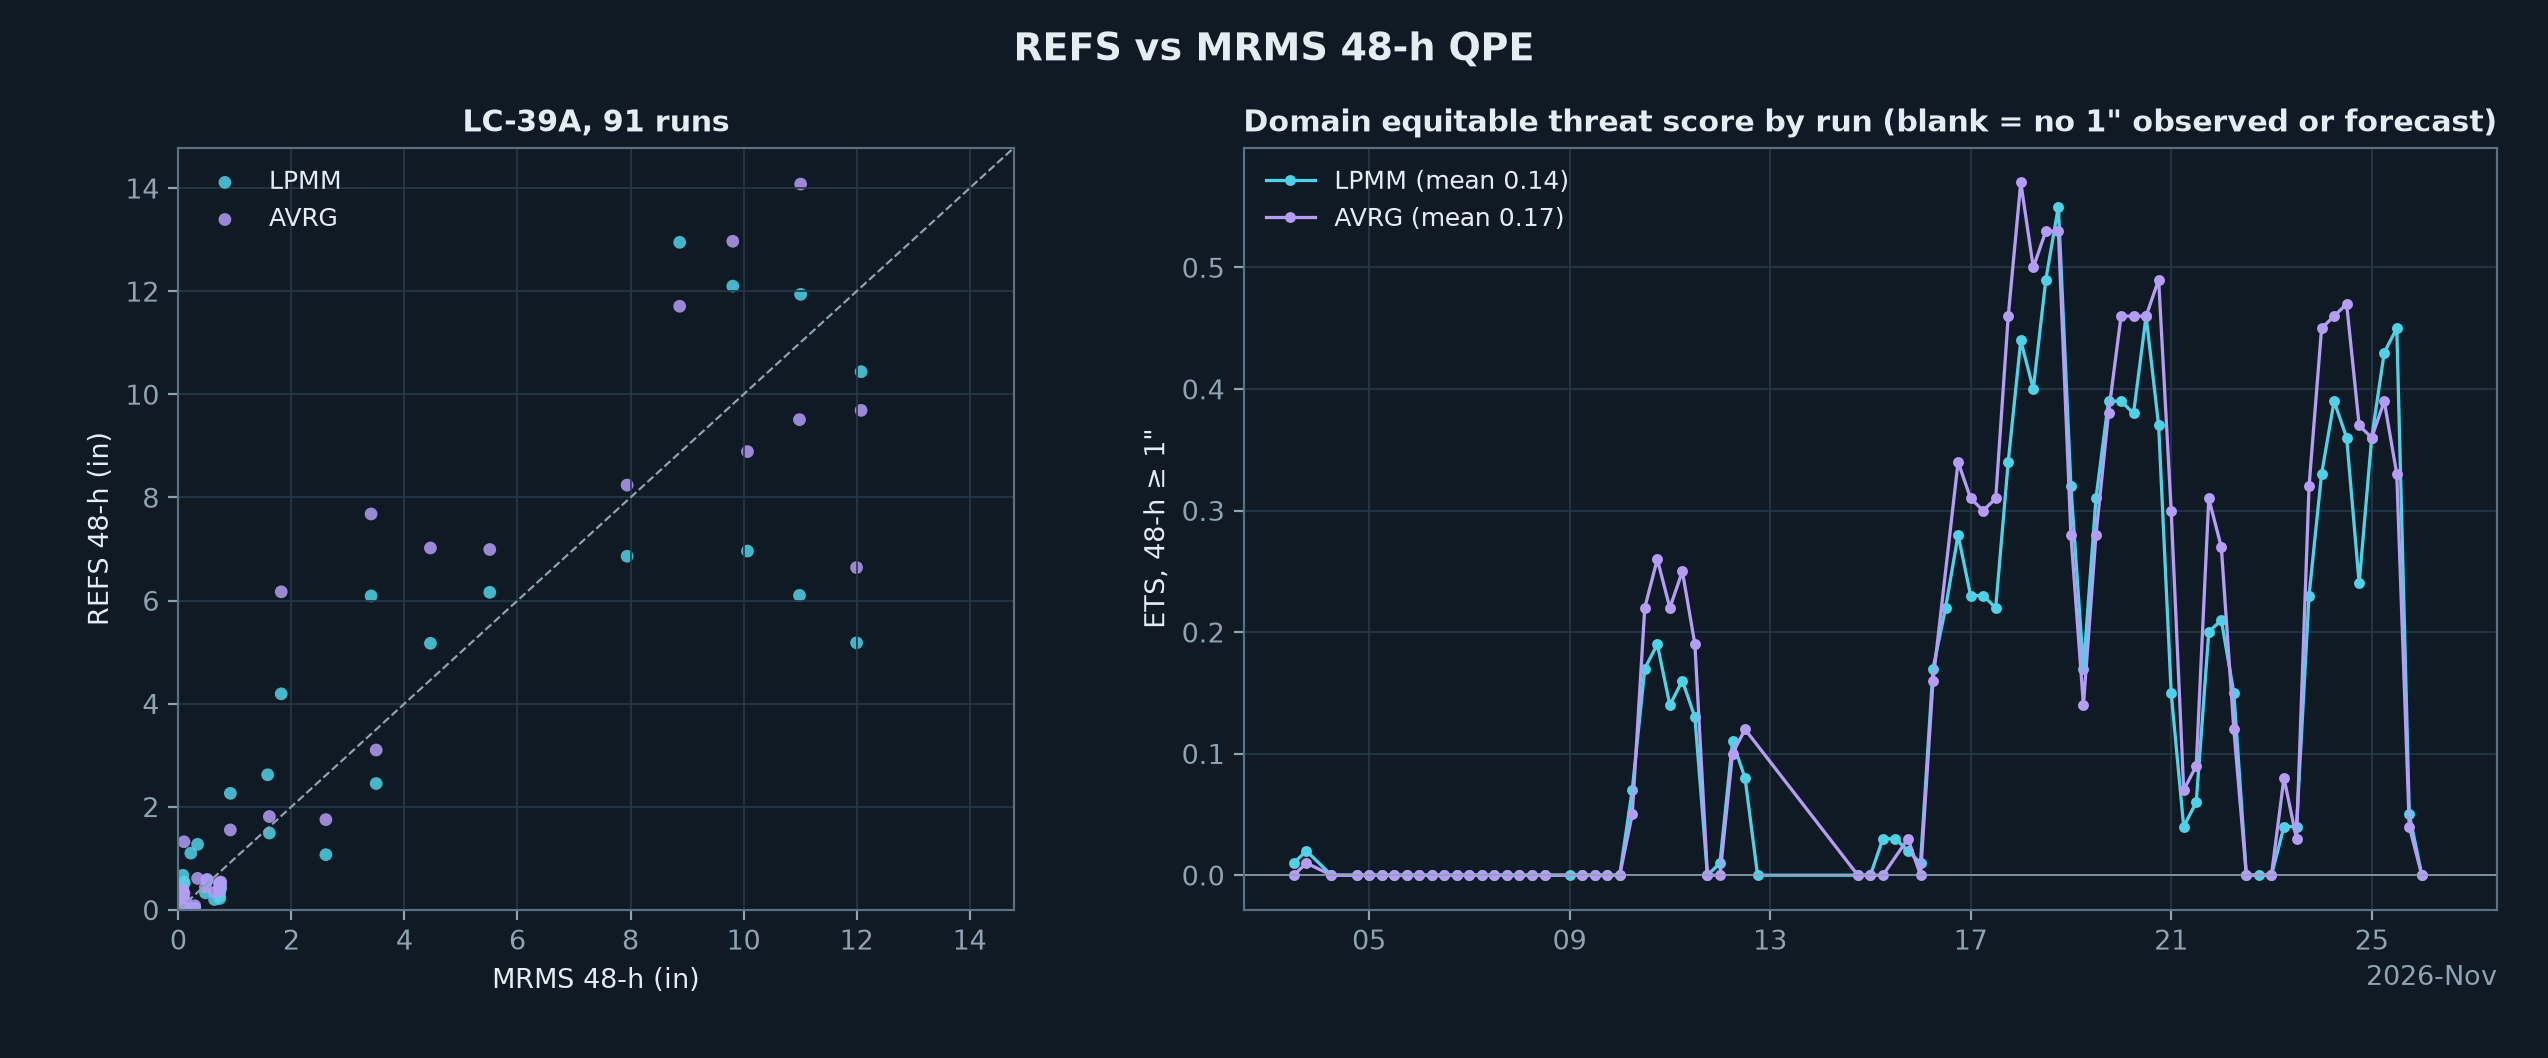 REFS vs MRMS 48-h QPE
LC-39A, 91 runs
LPMM
AVRG
14
12
10
8
6
4
2
0
REFS 48-h (in)
0 2 4 6 8 10 12 14
MRMS 48-h (in)
Domain equitable threat score by run (blank = no 1" observed or forecast)
LPMM (mean 0.14)
AVRG (mean 0.17)
0.5
0.4
0.3
0.2
0.1
0.0
ETS, 48-h ≥ 1"
05 09 13 17 21 25
2026-Nov